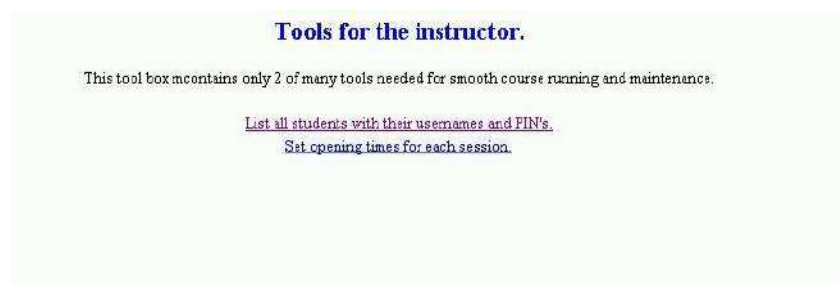 Tools for the instructor.
This tool box mcontains only 2 of many tools needed for smooth course running and maintenance.
List all students with their usernames and PIN's.
Set opening times for each session.